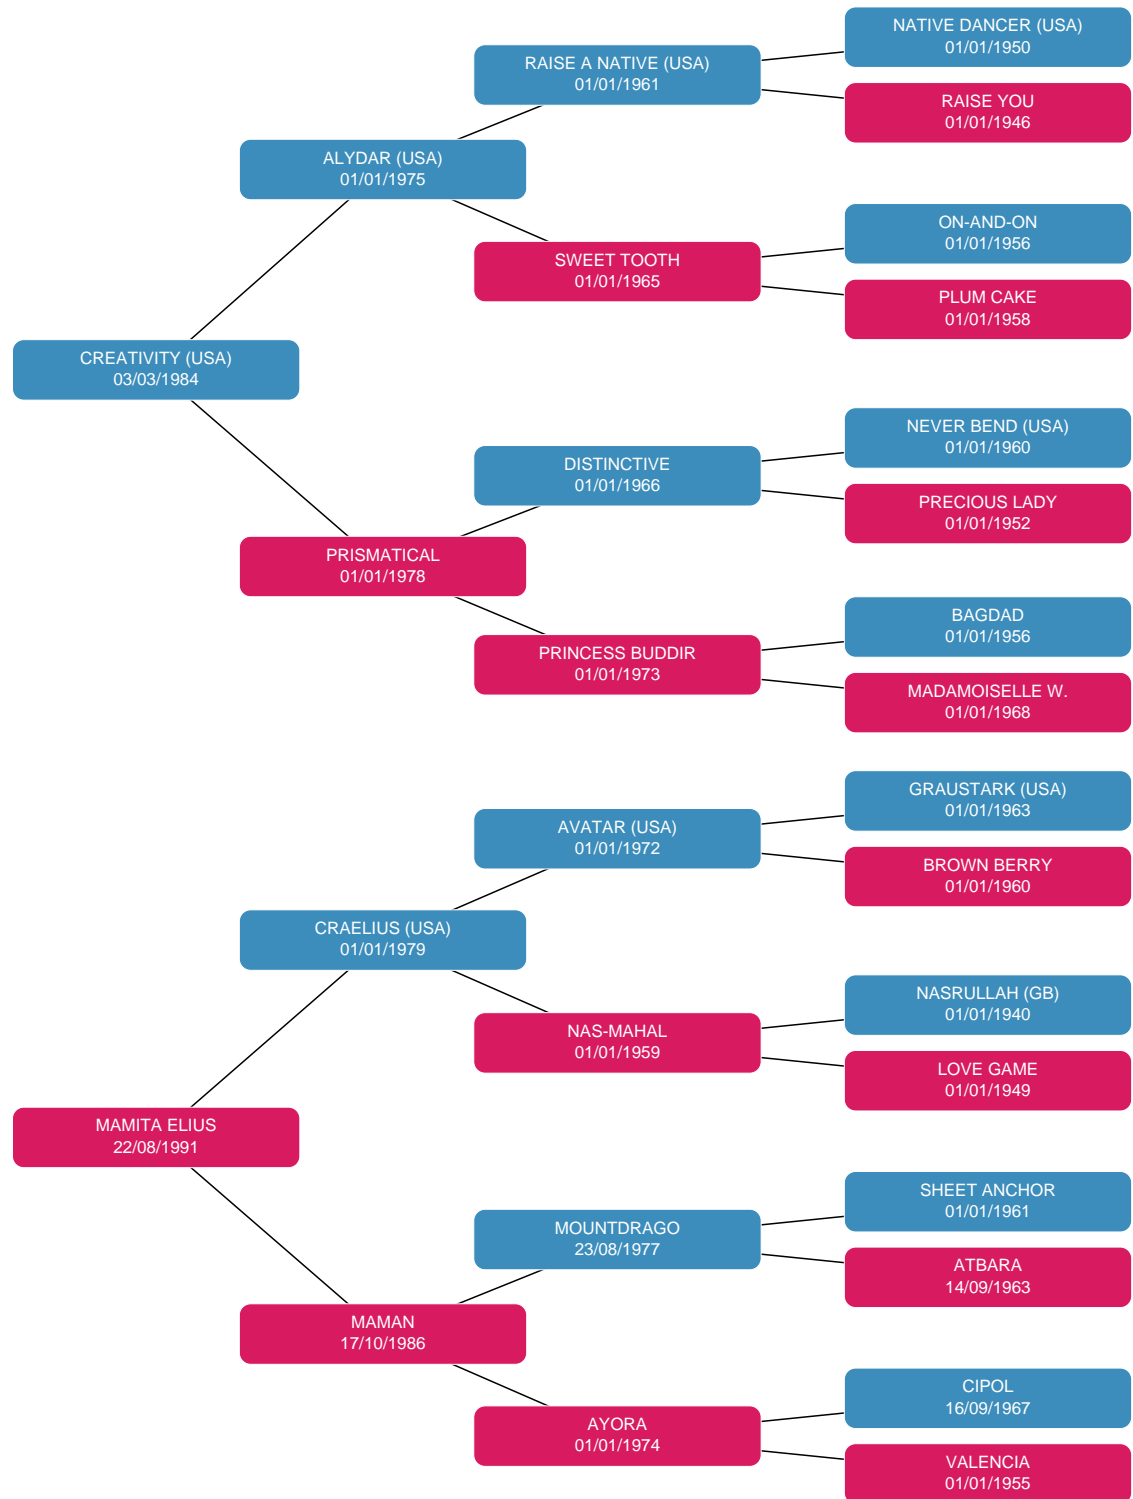 NATIVE DANCER (USA)
01/01/1950
RAISE A NATIVE (USA)
01/01/1961
RAISE YOU
01/01/1946
ALYDAR (USA)
01/01/1975
ON-AND-ON
01/01/1956
SWEET TOOTH
01/01/1965
PLUM CAKE
01/01/1958
CREATIVITY (USA)
03/03/1984
NEVER BEND (USA)
01/01/1960
DISTINCTIVE
01/01/1966
PRECIOUS LADY
01/01/1952
PRISMATICAL
01/01/1978
BAGDAD
01/01/1956
PRINCESS BUDDIR
01/01/1973
MADAMOISELLE W.
01/01/1968
GRAUSTARK (USA)
01/01/1963
AVATAR (USA)
01/01/1972
BROWN BERRY
01/01/1960
CRAELIUS (USA)
01/01/1979
NASRULLAH (GB)
01/01/1940
NAS-MAHAL
01/01/1959
LOVE GAME
01/01/1949
MAMITA ELIUS
22/08/1991
SHEET ANCHOR
01/01/1961
MOUNTDRAGO
23/08/1977
ATBARA
14/09/1963
MAMAN
17/10/1986
CIPOL
16/09/1967
AYORA
01/01/1974
VALENCIA
01/01/1955